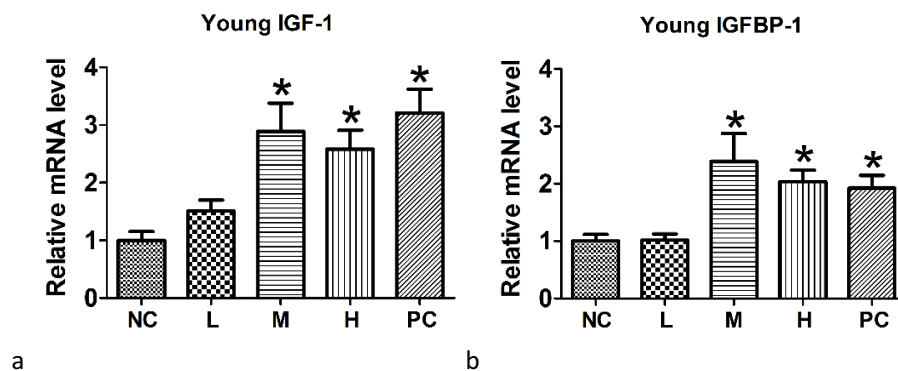 Young IGF-1
Relative mRNA level
4
3
2
1
0
* * *
NC L M H PC
a
Young IGFBP-1
Relative mRNA level
4
3
2
1
0
* * *
NC L M H PC
b